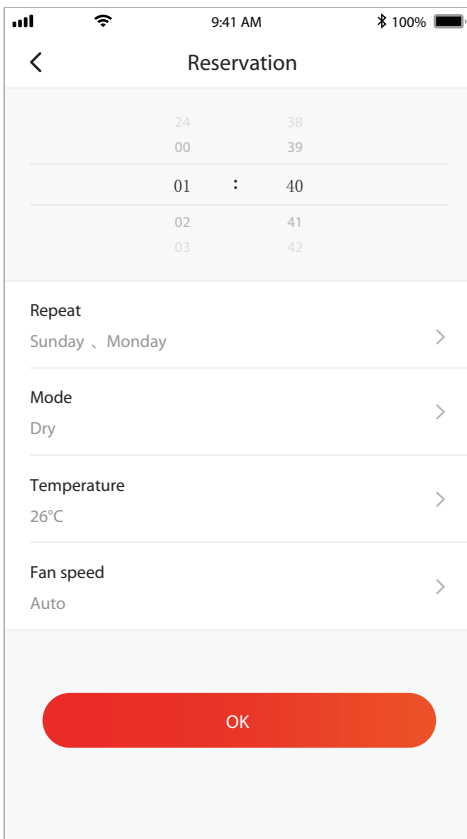 9:41 AM 100%
Reservation
24 38
00 39
01 : 40
02 41
03 42
Repeat
Sunday 、Monday
Mode
Dry
Temperature
26°C
Fan speed
Auto
OK